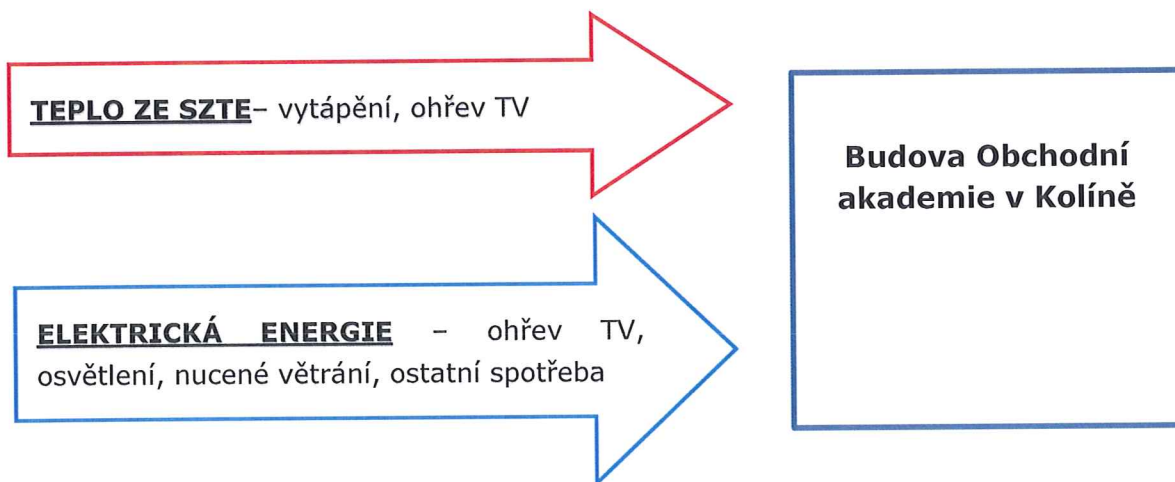 TEPLO ZE SZTE– vytápění, ohřev TV
Budova Obchodní
akademie v Kolíně
ELEKTRICKÁ ENERGIE – ohřev TV,
osvětlení, nucené větrání, ostatní spotřeba